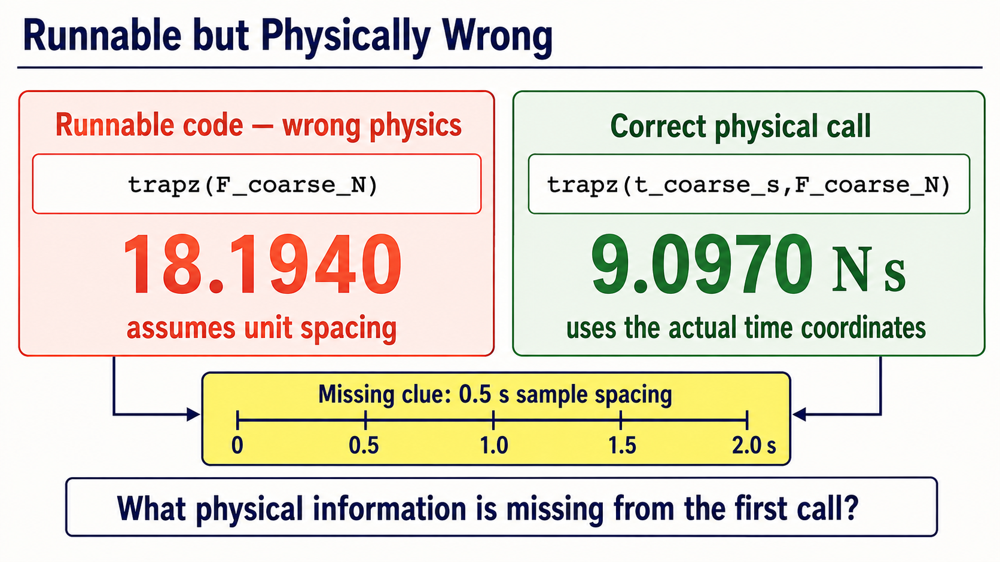 Runnable but Physically Wrong
Runnable code — wrong physics
trapz(F_coarse_N)
18.1940
assumes unit spacing
Correct physical call
trapz(t_coarse_s,F_coarse_N)
9.0970 N s
uses the actual time coordinates
Missing clue: 0.5 s sample spacing
0 0.5 1.0 1.5 2.0 s
What physical information is missing from the first call?